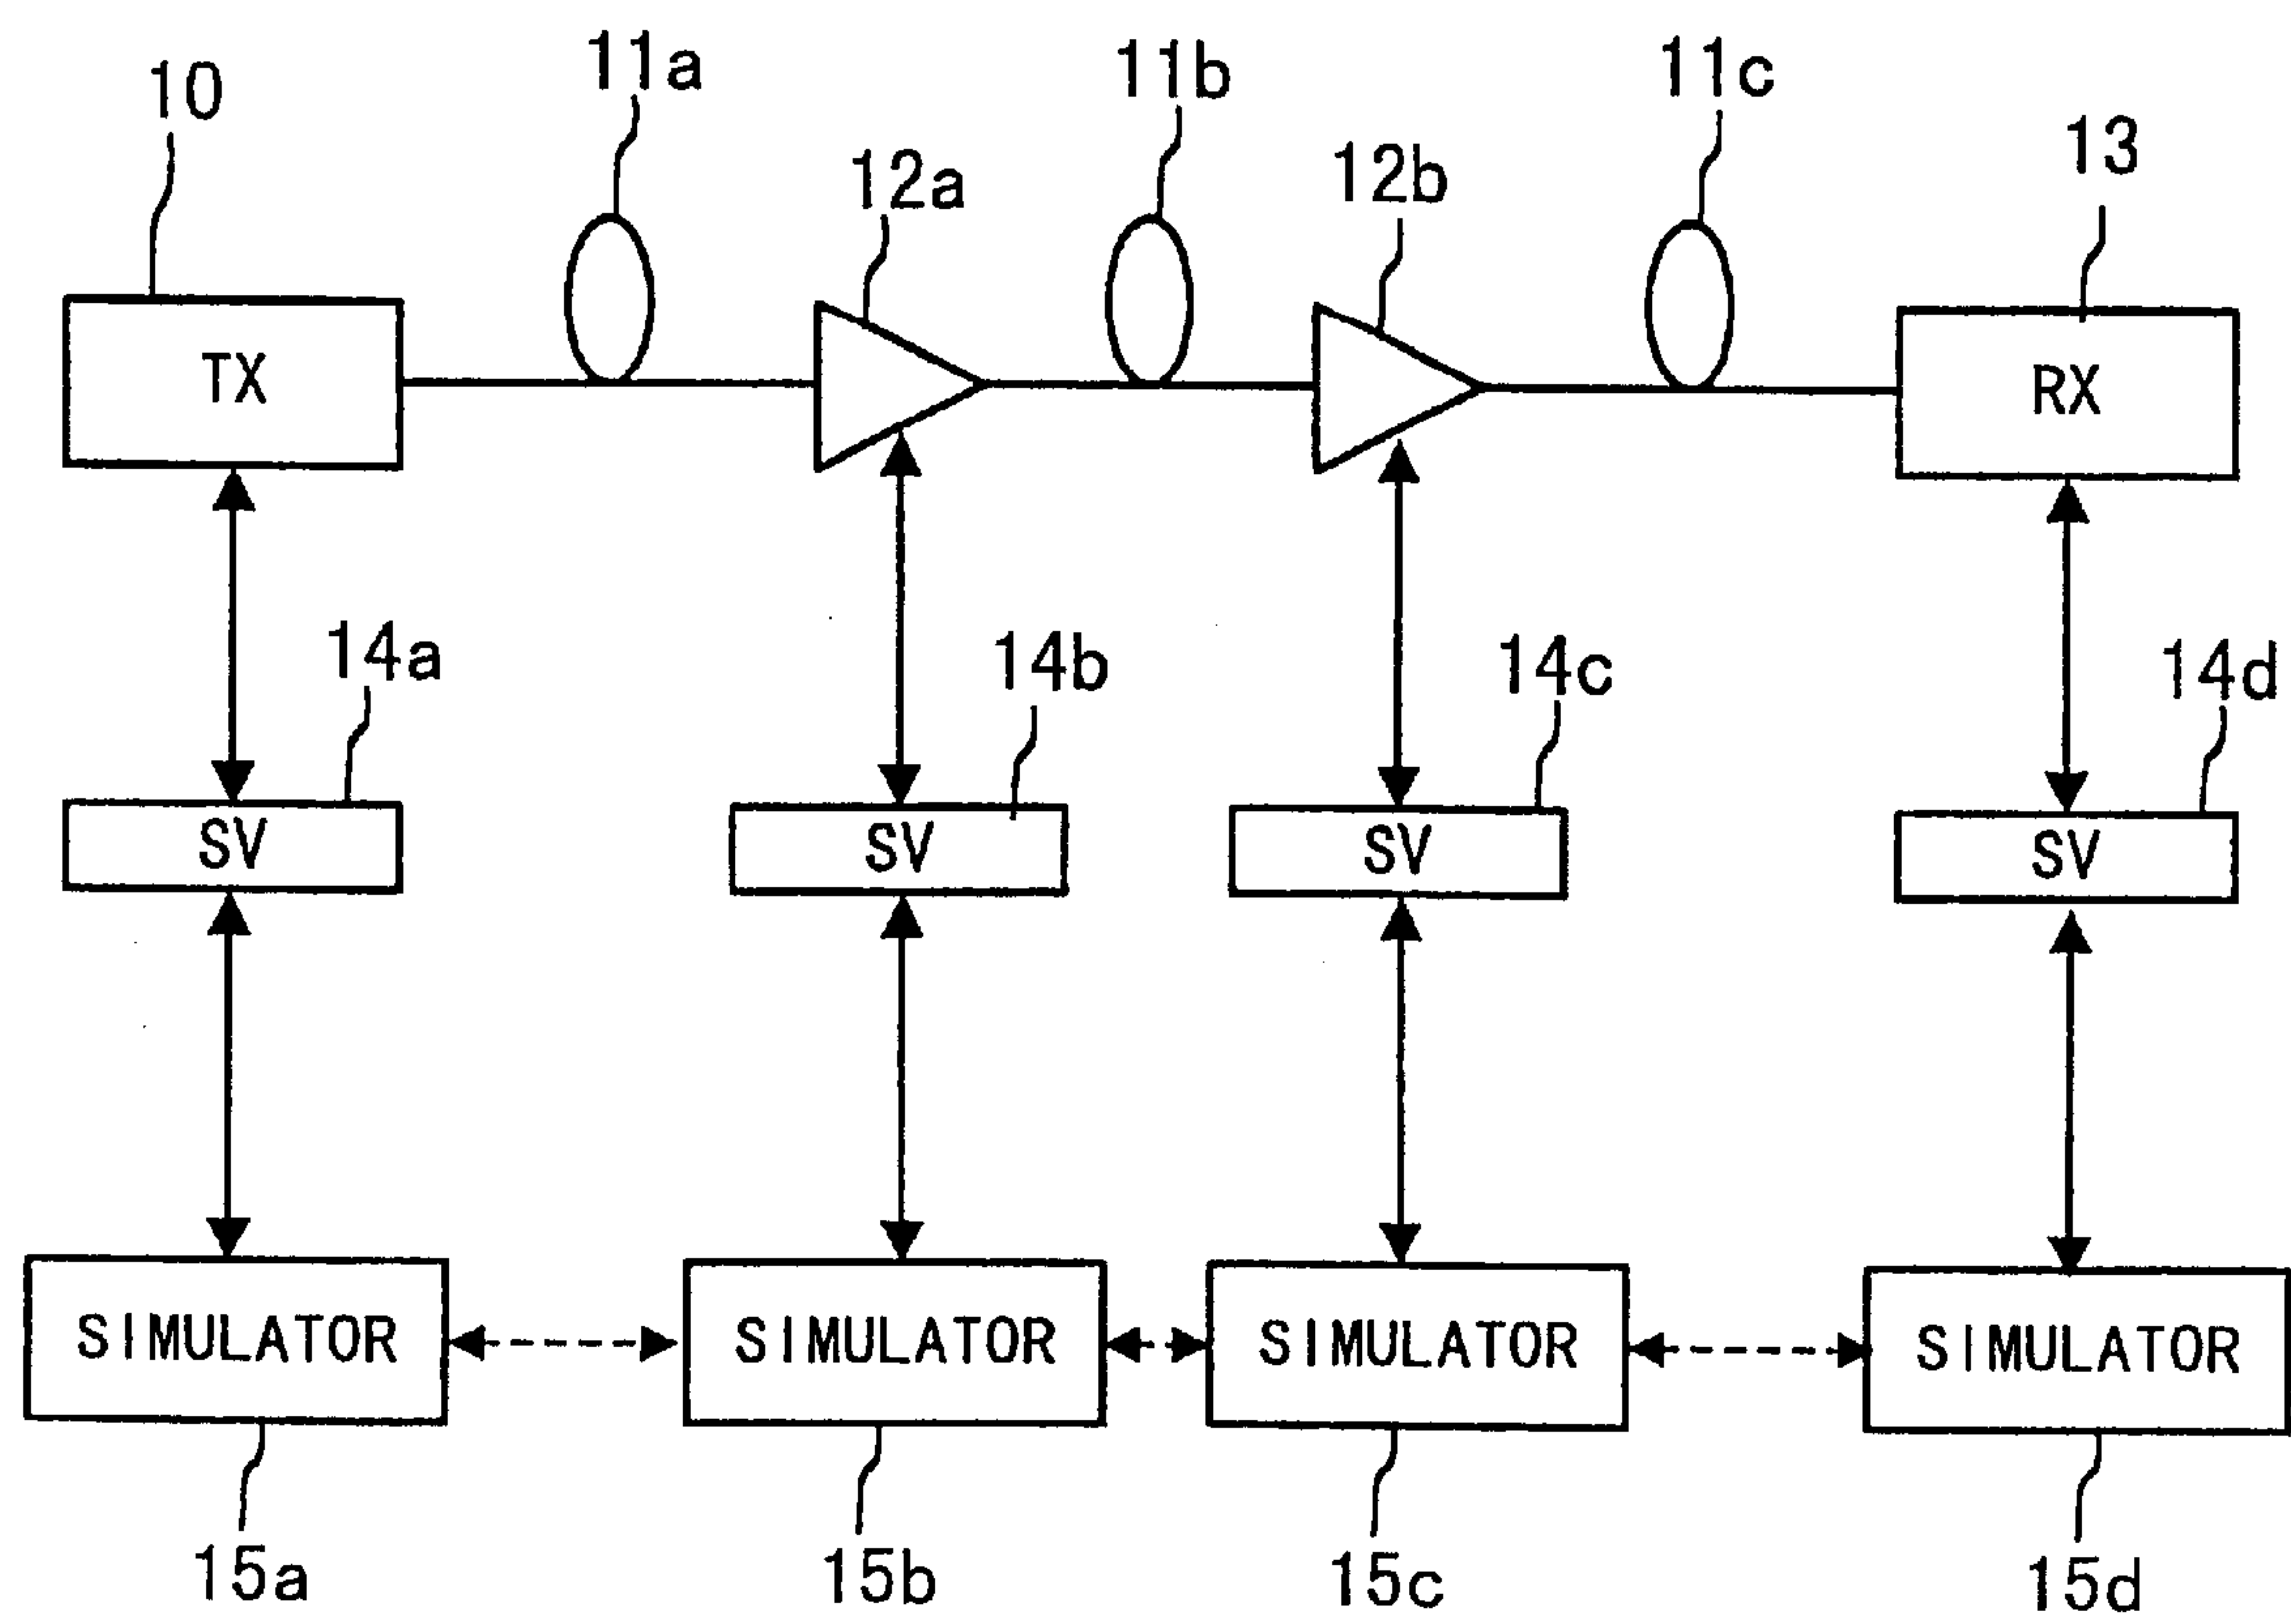 10
11a
11b
11c
12a
12b
13
TX
RX
14a
14b
14c
14d
SV
SV
SV
SV
SIMULATOR
SIMULATOR
SIMULATOR
SIMULATOR
15a
15b
15c
15d